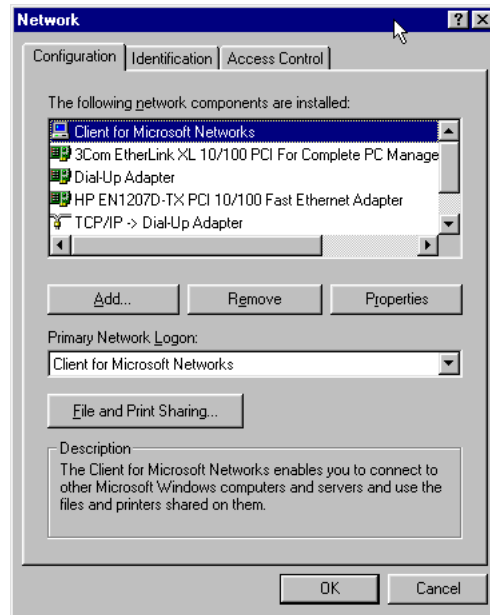 Network
Configuration Identification Access Control
The following network components are installed:
Client for Microsoft Networks
3Com EtherLink XL 10/100 PCI For Complete PC Manage
Dial-Up Adapter
HP EN1207D-TX PCI 10/100 Fast Ethernet Adapter
TCP/IP -> Dial-Up Adapter
Add... Remove Properties
Primary Network Logon:
Client for Microsoft Networks
File and Print Sharing...
Description
The Client for Microsoft Networks enables you to connect to
other Microsoft Windows computers and servers and use the
files and printers shared on them.
OK Cancel